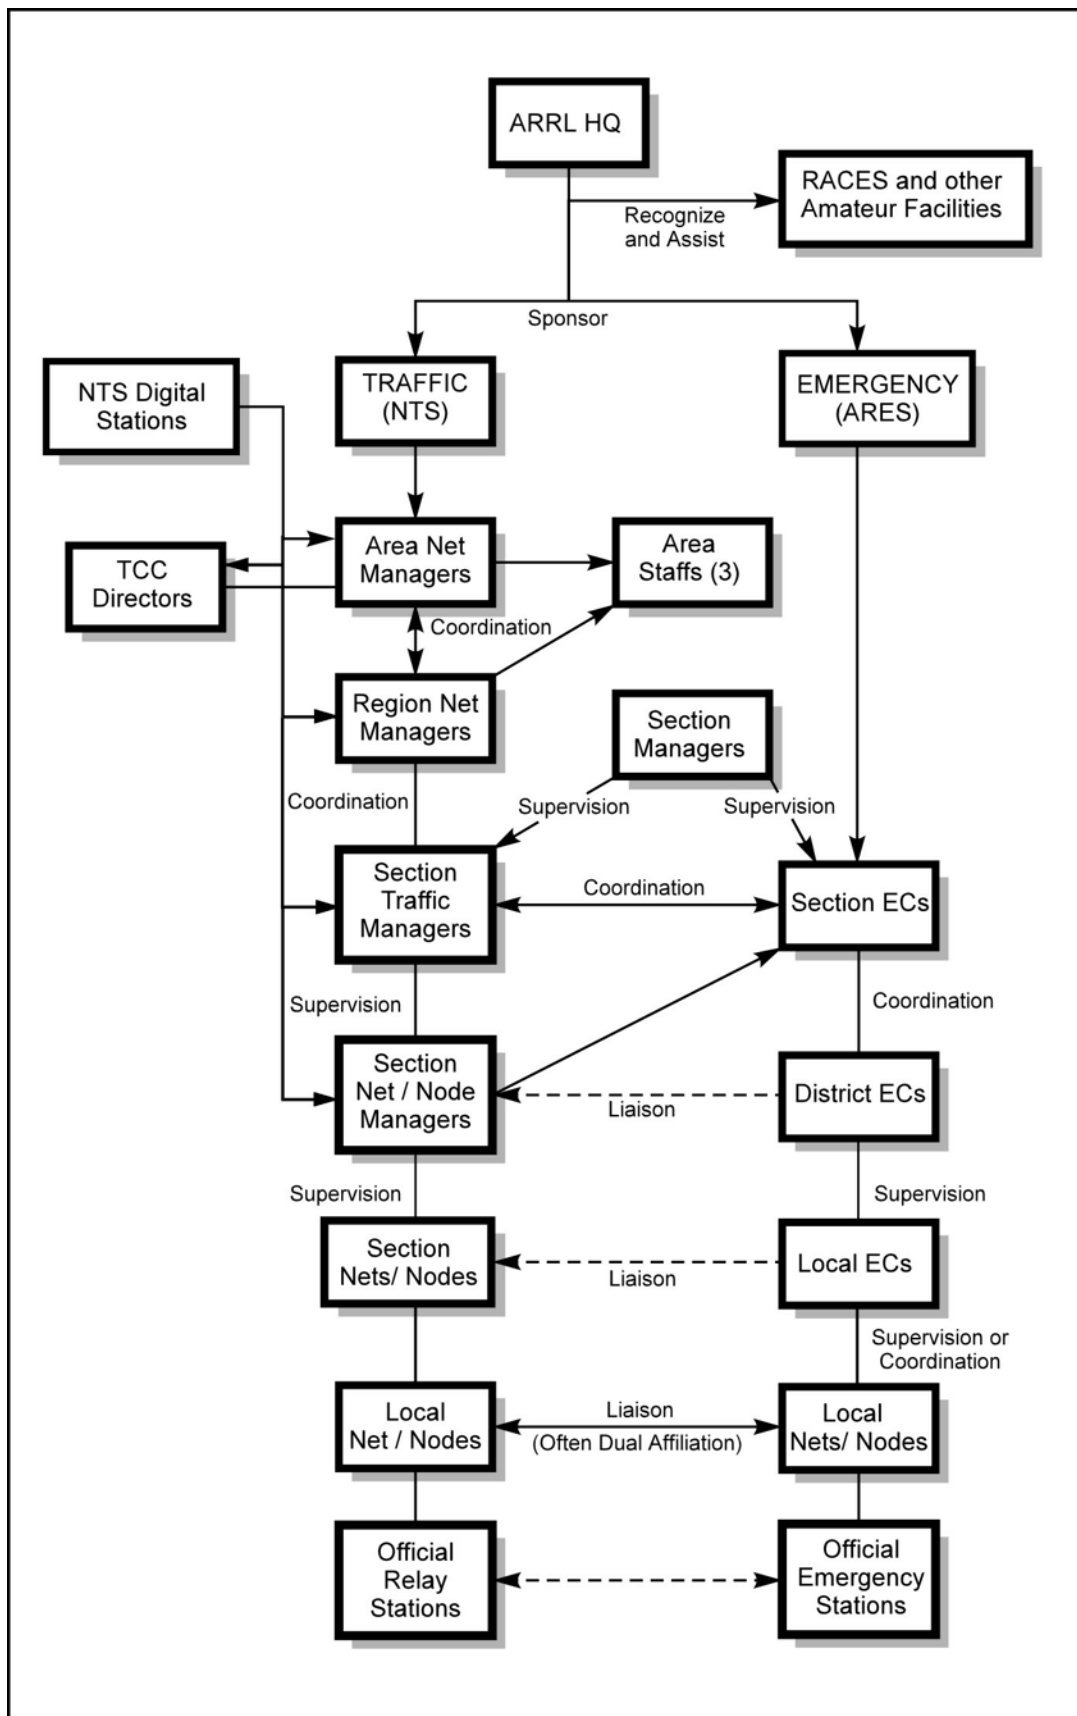 ARRL HQ
RACES and other
Amateur Facilities
Recognize
and Assist
Sponsor
NTS Digital
Stations
TRAFFIC
(NTS)
EMERGENCY
(ARES)
TCC
Directors
Area Net
Managers
Area
Staffs (3)
Coordination
Region Net
Managers
Section
Managers
Coordination
Supervision
Supervision
Section
Traffic
Managers
Coordination
Section ECs
Supervision
Coordination
Section
Net / Node
Managers
Liaison
District ECs
Supervision
Supervision
Section
Nets/ Nodes
Liaison
Local ECs
Supervision or
Coordination
Local
Net / Nodes
Liaison
(Often Dual Affiliation)
Local
Nets/ Nodes
Official
Relay
Stations
Official
Emergency
Stations